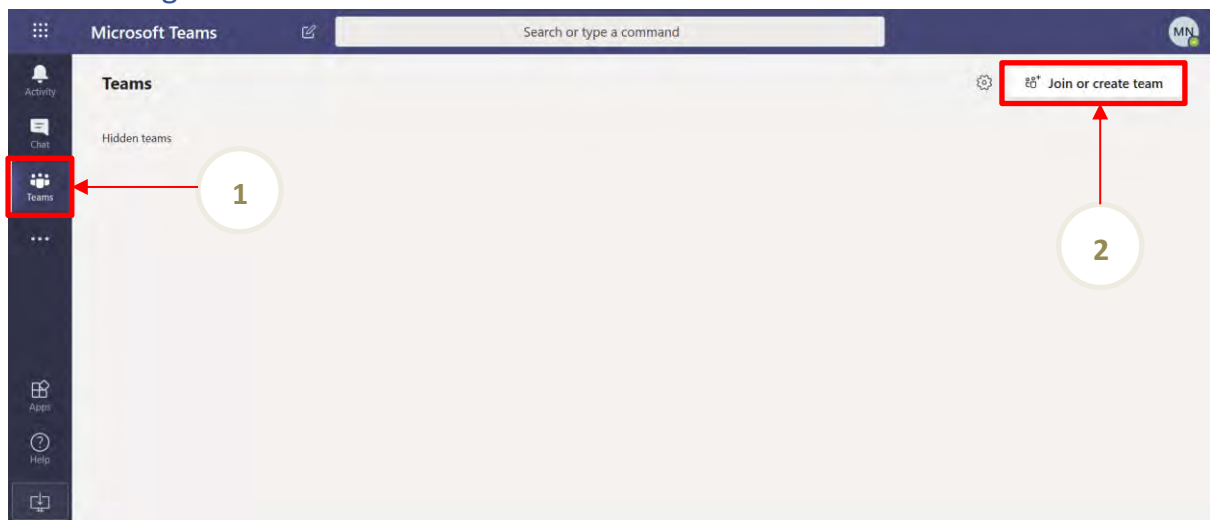 Microsoft Teams
Search or type a command
MN
Activity
Teams
Join or create team
Chat
Hidden teams
Teams
1
2
Apps
Help